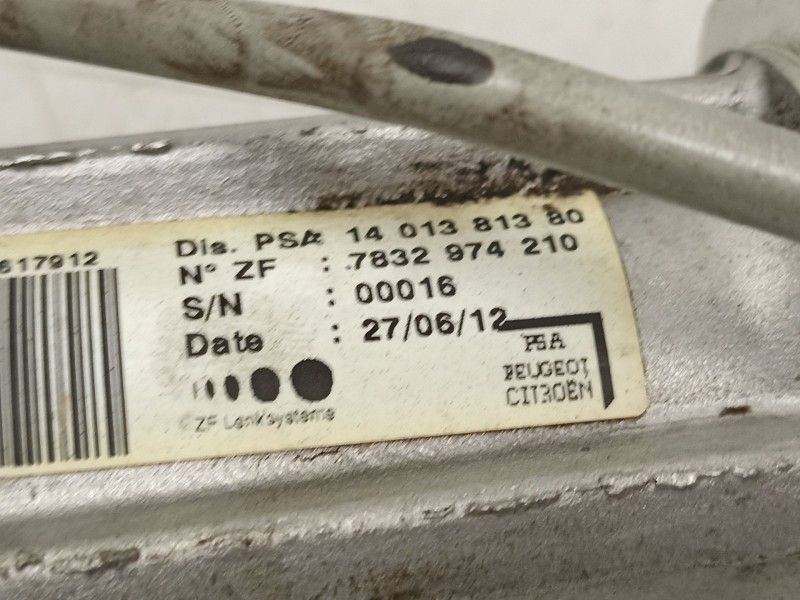 617912
Dis. PSA: 14 013 813 80
N° ZF : 7832 974 210
S/N : 00016
Date : 27/06/12
PSA
PEUGEOT
CITROËN
ZF Lenksysteme